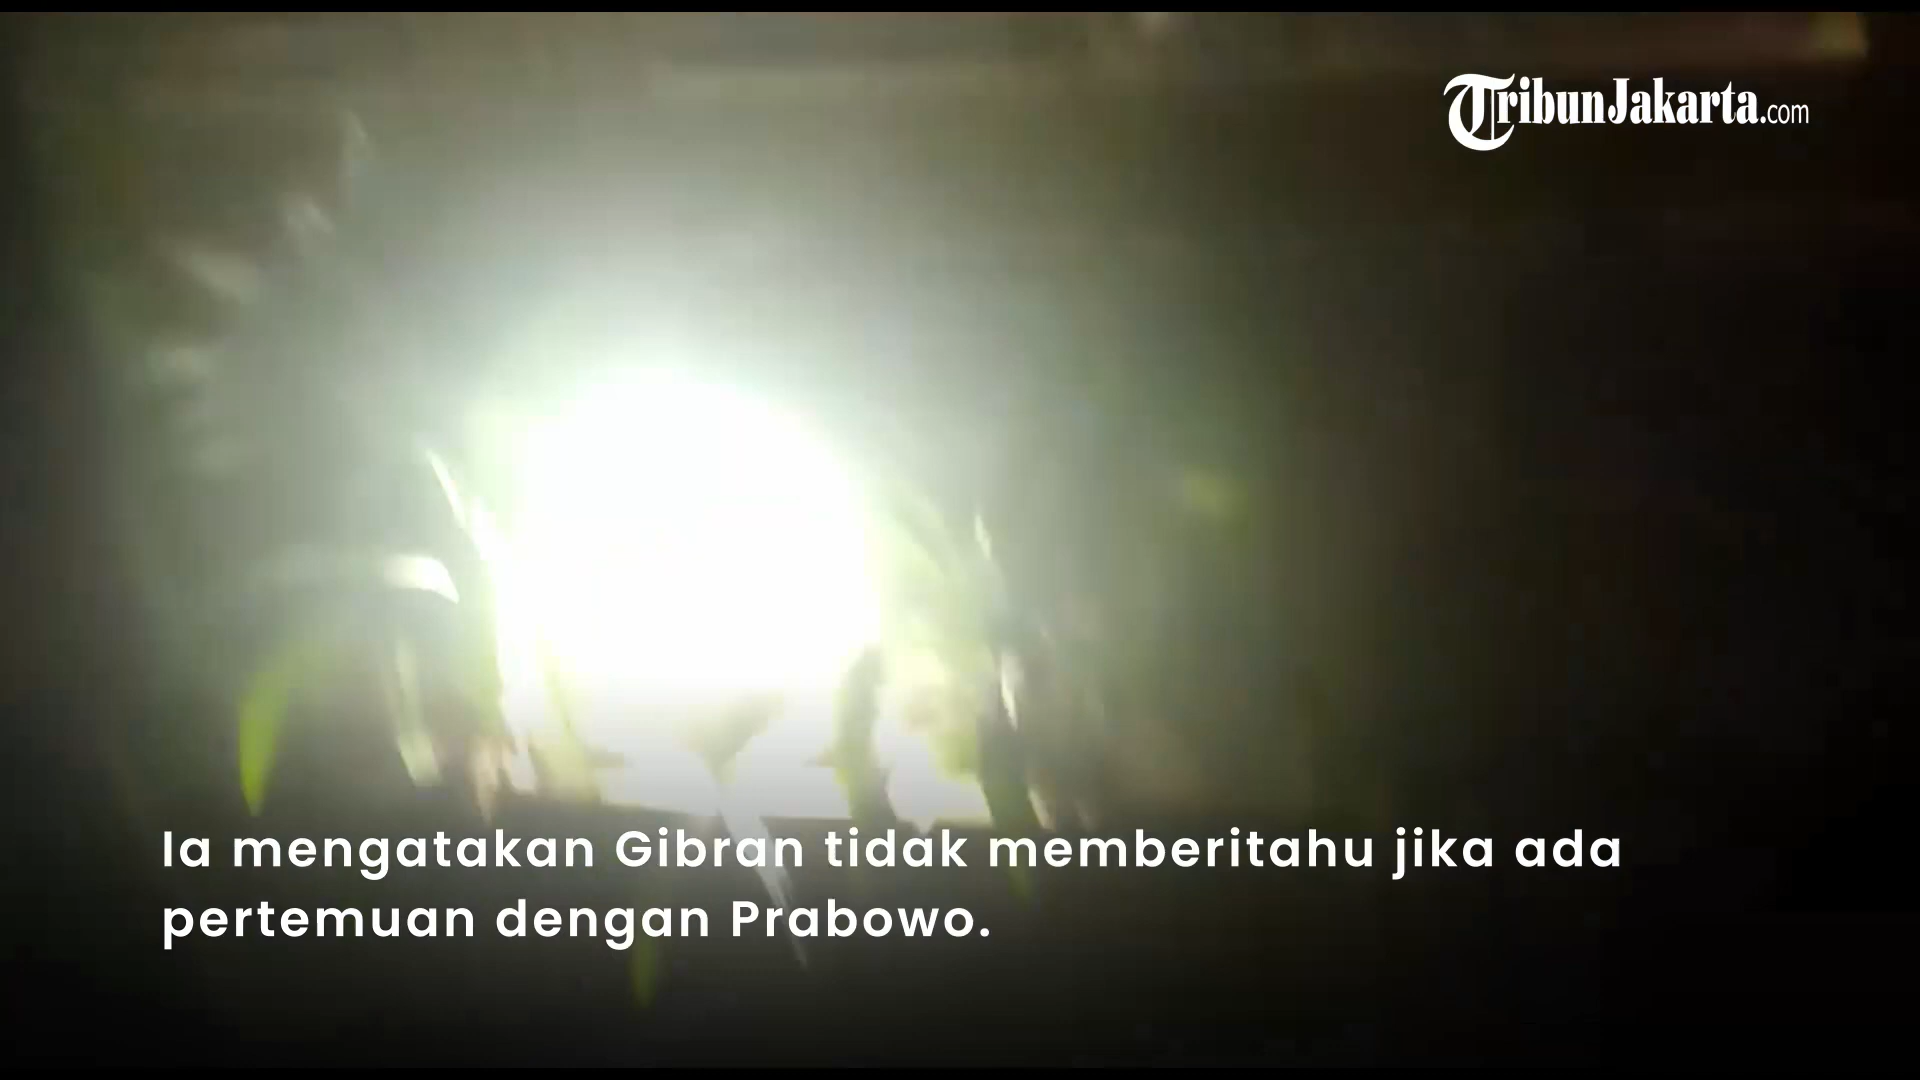 TribunJakarta.com
Ia mengatakan Gibran tidak memberitahu jika ada
pertemuan dengan Prabowo.